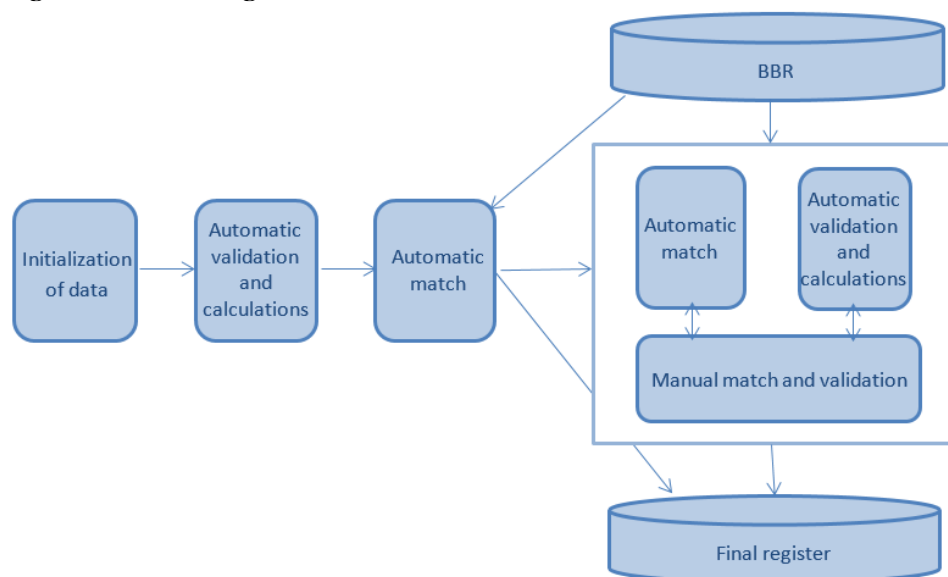 BBR
Initialization
of data
Automatic
validation
and
calculations
Automatic
match
Automatic
match
Automatic
validation
and
calculations
Manual match and validation
Final register